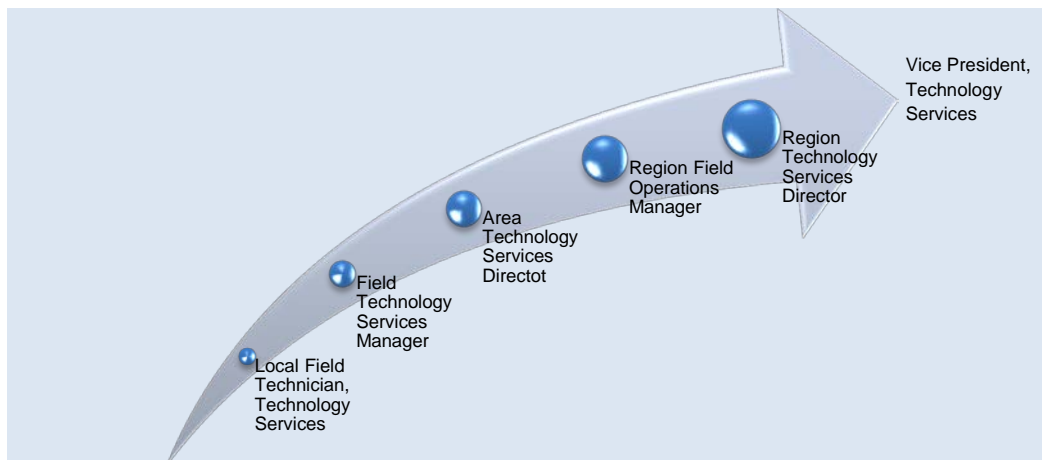 Vice President,
Technology
Services
Region
Technology
Services
Director
Region Field
Operations
Manager
Area
Technology
Services
Directot
Field
Technology
Services
Manager
Local Field
Technician,
Technology
Services